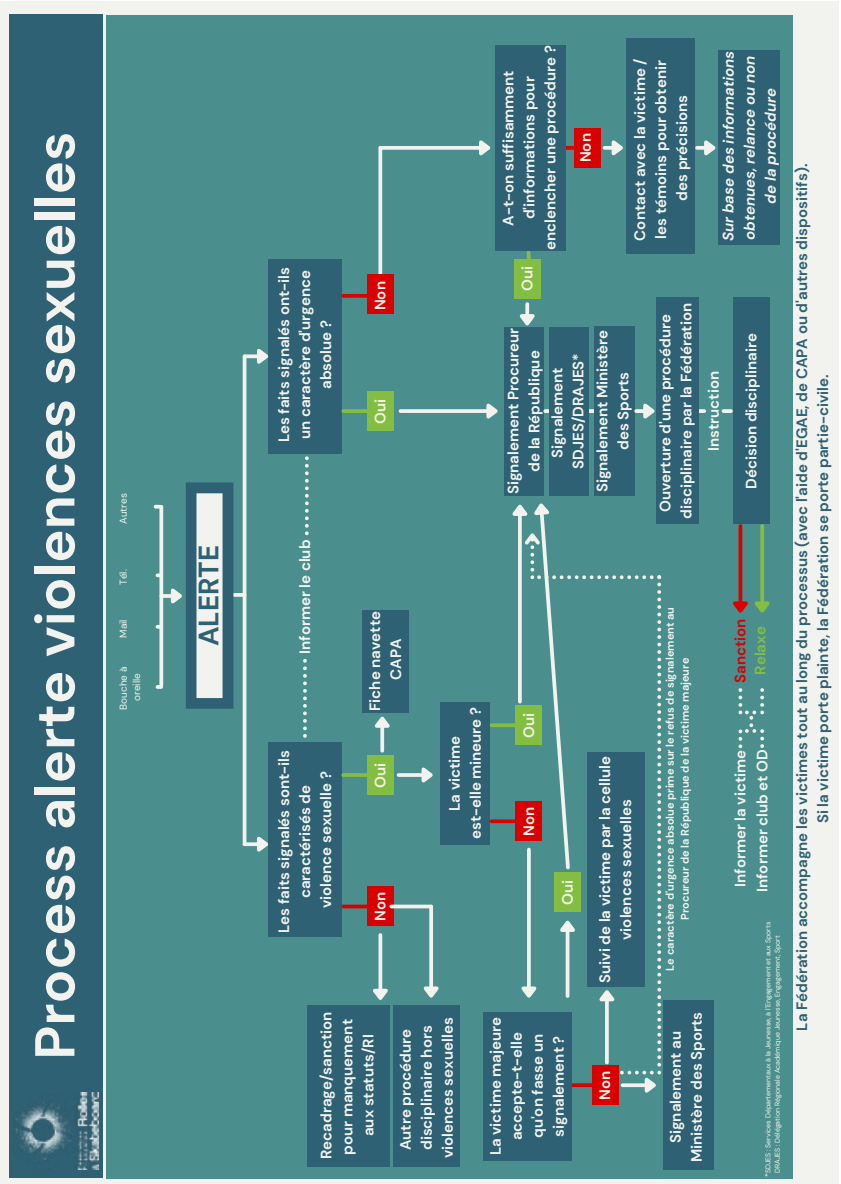 Process alerte violences sexuelles
Roller
& Skateboard
Bouche à
oreille
Mail
Tél.
Autres
ALERTE
Les faits signalés sont-ils
caractérisés de
violence sexuelle ?
Informer le club
Les faits signalés ont-ils
un caractère d'urgence
absolue ?
Non
Oui
Oui
Non
Recadrage/sanction
pour manquement
aux statuts/RI
Autre procédure
disciplinaire hors
violences sexuelles
Fiche navette
CAPA
La victime
est-elle mineure ?
Non
Oui
La victime majeure
accepte-t-elle
qu'on fasse un
signalement ?
Oui
Non
Suivi de la victime par la cellule
violences sexuelles
Signalement au
Ministère des Sports
Le caractère d'urgence absolue prime sur le refus de signalement au
Procureur de la République de la victime majeure
A-t-on suffisamment
d'informations pour
enclencher une procédure ?
Oui
Non
Contact avec la victime /
les témoins pour obtenir
des précisions
Sur base des informations
obtenues, relance ou non
de la procédure
Signalement Procureur
de la République
Signalement
SDJES/DRAJES*
Signalement Ministère
des Sports
Ouverture d'une procédure
disciplinaire par la Fédération
Instruction
Décision disciplinaire
Sanction
Relaxe
Informer la victime
Informer club et OD
*SDJES : Services Départementaux à la Jeunesse, à l'Engagement et aux Sports
DRAJES : Délégation Régionale Académique Jeunesse, Engagement, Sport
La Fédération accompagne les victimes tout au long du processus (avec l'aide d'EGAE, de CAPA ou d'autres dispositifs).
Si la victime porte plainte, la Fédération se porte partie-civile.